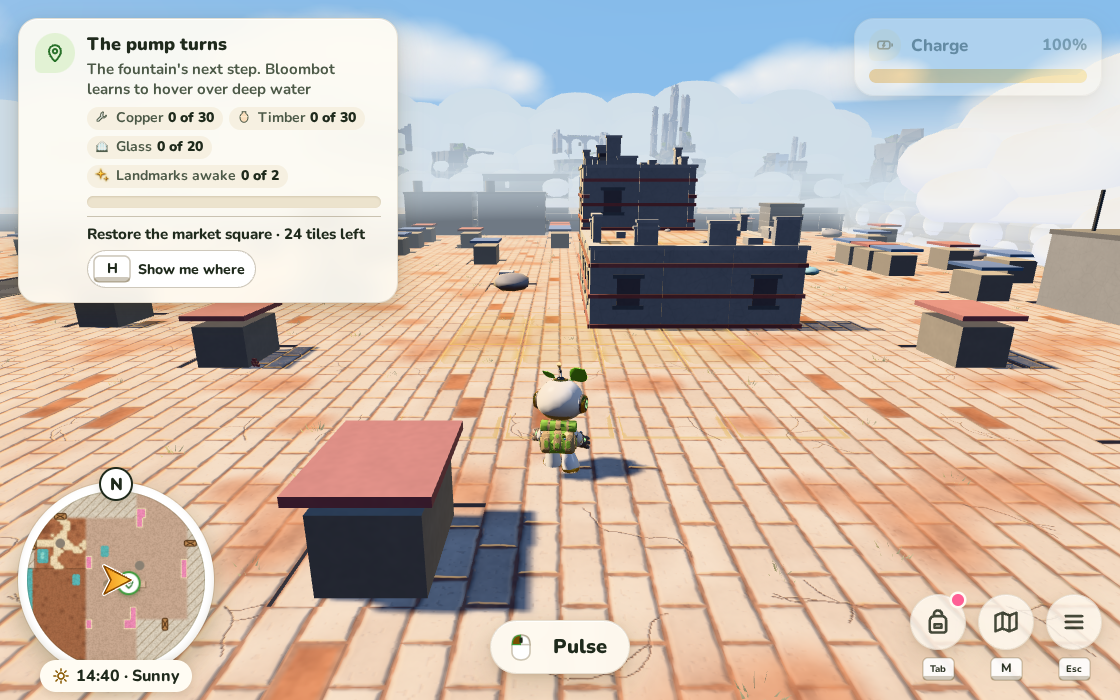 The pump turns
The fountain's next step. Bloombot
learns to hover over deep water
Copper 0 of 30 Timber 0 of 30
Glass 0 of 20
Landmarks awake 0 of 2
Restore the market square · 24 tiles left
H Show me where
Charge 100%
N
14:40 · Sunny
Pulse
Tab M Esc